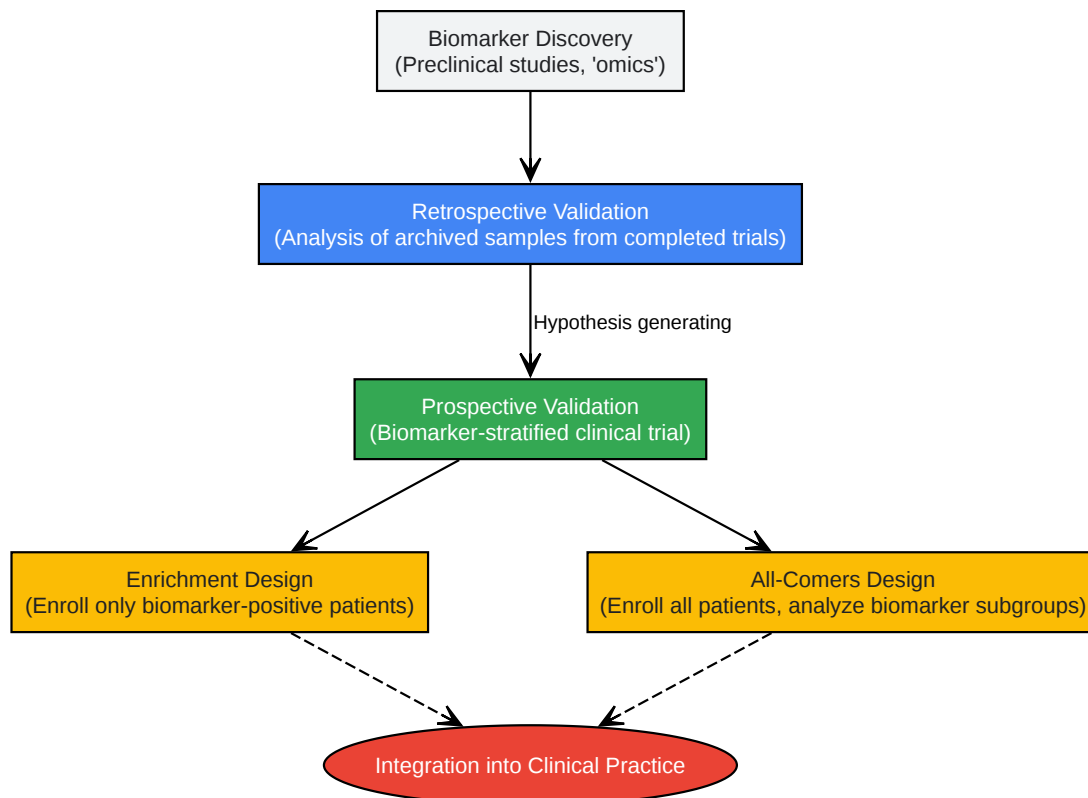 Biomarker Discovery
(Preclinical studies, 'omics')
Retrospective Validation
(Analysis of archived samples from completed trials)
Hypothesis generating
Prospective Validation
(Biomarker-stratified clinical trial)
Enrichment Design
(Enroll only biomarker-positive patients)
All-Comers Design
(Enroll all patients, analyze biomarker subgroups)
Integration into Clinical Practice